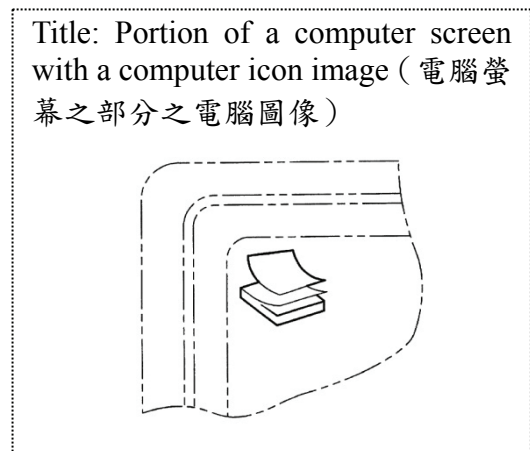 Title: Portion of a computer screen
with a computer icon image（電腦螢
幕之部分之電腦圖像）